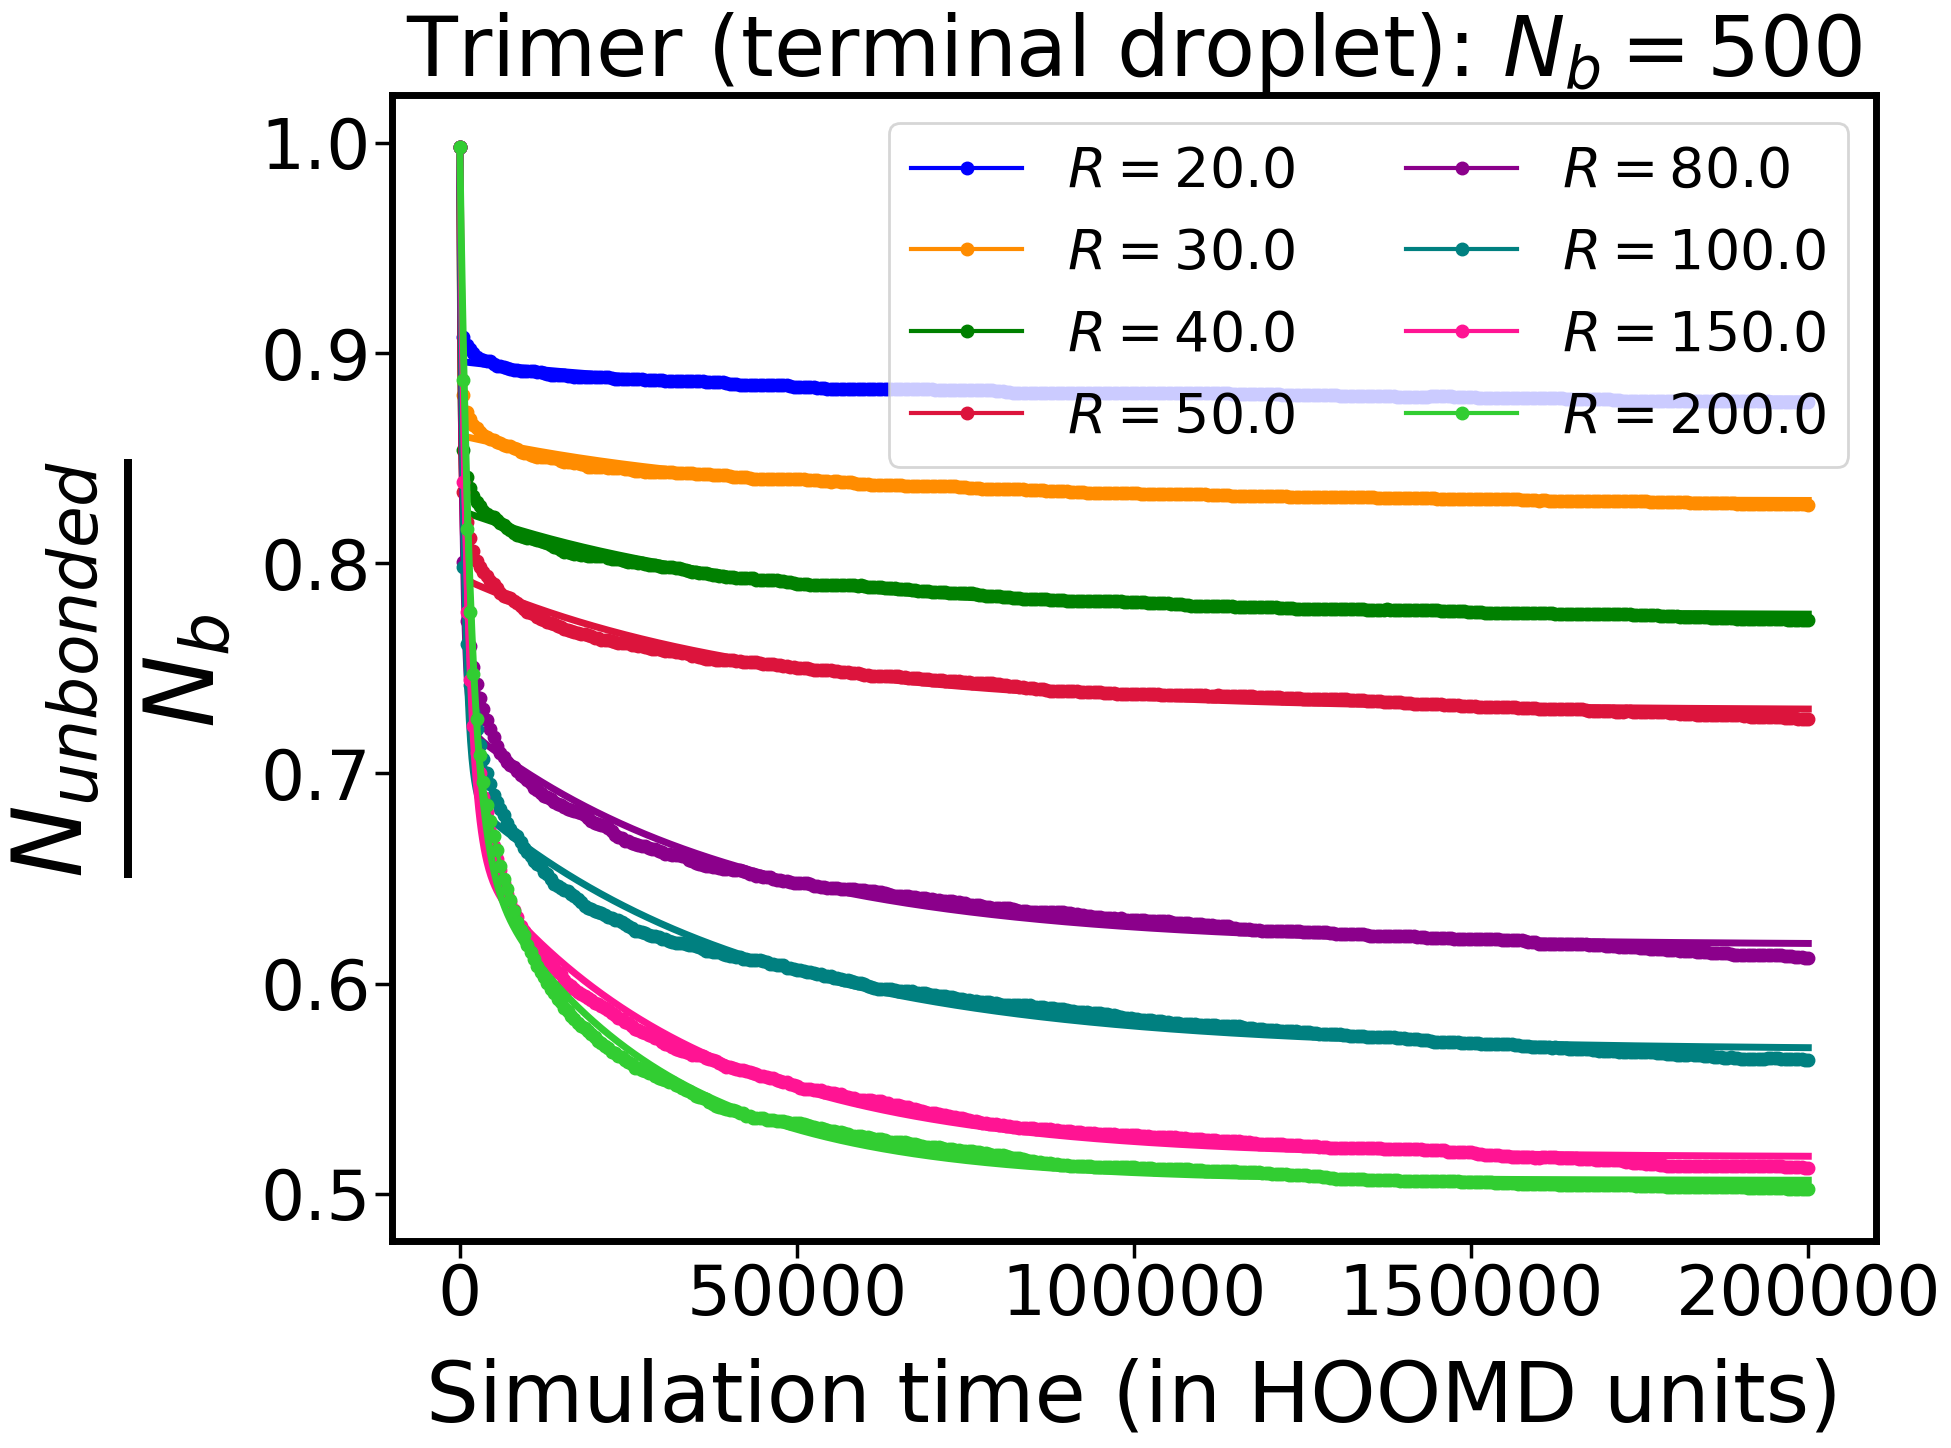 Trimer (terminal droplet): N_b = 500
N_unbonded
N_b
1.0
0.9
0.8
0.7
0.6
0.5
R = 20.0
R = 30.0
R = 40.0
R = 50.0
R = 80.0
R = 100.0
R = 150.0
R = 200.0
0 50000 100000 150000 200000
Simulation time (in HOOMD units)